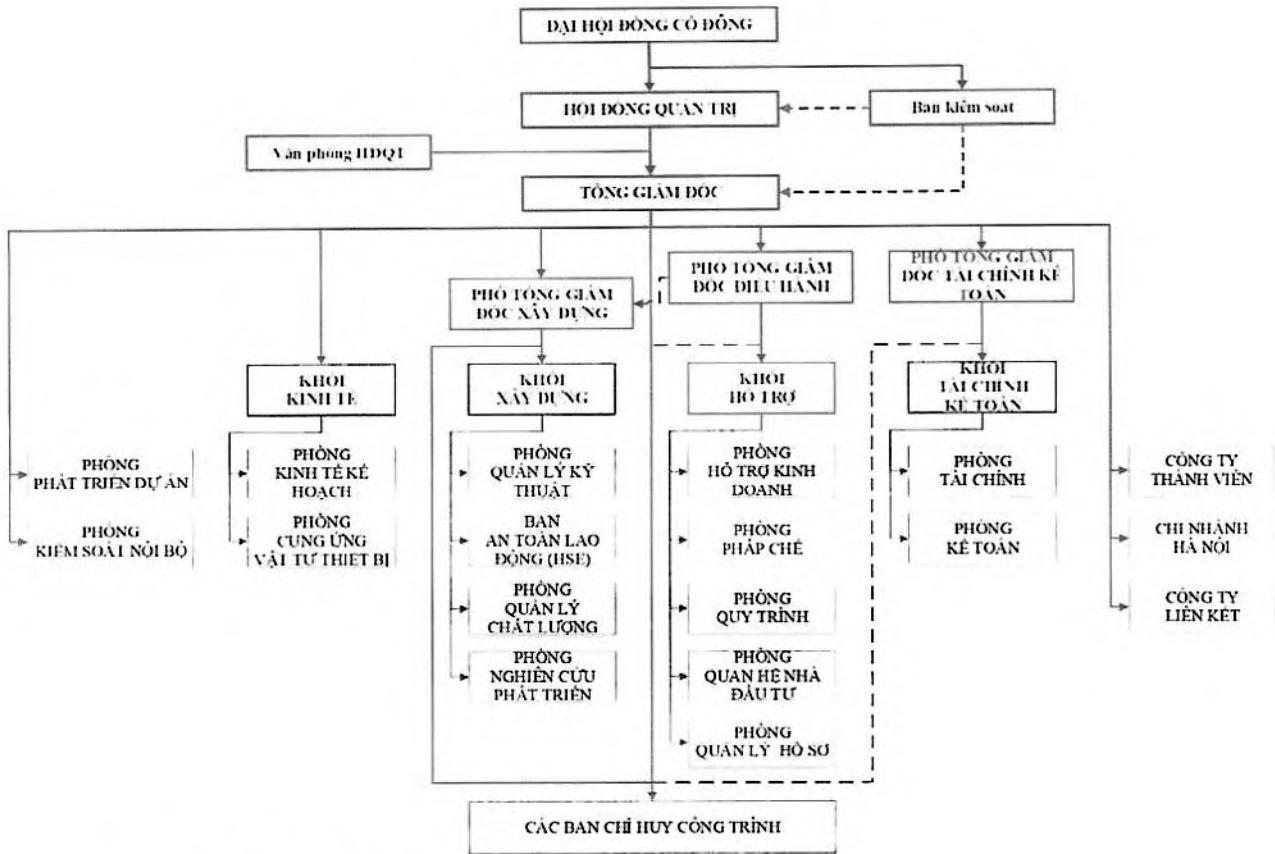 ĐẠI HỘI ĐỒNG CỔ ĐÔNG
HỘI ĐỒNG QUẢN TRỊ
Ban kiểm soát
Văn phòng HĐQT
TỔNG GIÁM ĐỐC
PHÓ TỔNG GIÁM
ĐỐC XÂY DỰNG
PHÓ TỔNG GIÁM
ĐỐC ĐIỀU HÀNH
PHÓ TỔNG GIÁM
ĐỐC TÀI CHÍNH KẾ
TOÁN
KHỐI
KINH TẾ
KHỐI
XÂY DỰNG
KHỐI
HỖ TRỢ
KHỐI
TÀI CHÍNH
KẾ TOÁN
PHÒNG
PHÁT TRIỂN DỰ ÁN
PHÒNG
KIỂM SOÁT NỘI BỘ
PHÒNG
KINH TẾ KẾ
HOẠCH
PHÒNG
CUNG ỨNG
VẬT TƯ THIẾT BỊ
PHÒNG
QUẢN LÝ KỸ
THUẬT
BAN
AN TOÀN LAO
ĐỘNG (HSE)
PHÒNG
QUẢN LÝ
CHẤT LƯỢNG
PHÒNG
NGHIÊN CỨU
PHÁT TRIỂN
PHÒNG
HỖ TRỢ KINH
DOANH
PHÒNG
PHÁP CHẾ
PHÒNG
QUY TRÌNH
PHÒNG
QUAN HỆ NHÀ
ĐẦU TƯ
PHÒNG
QUẢN LÝ HỒ SƠ
PHÒNG
TÀI CHÍNH
PHÒNG
KẾ TOÁN
CÔNG TY
THÀNH VIÊN
CHI NHÁNH
HÀ NỘI
CÔNG TY
LIÊN KẾT
CÁC BAN CHỈ HUY CÔNG TRÌNH